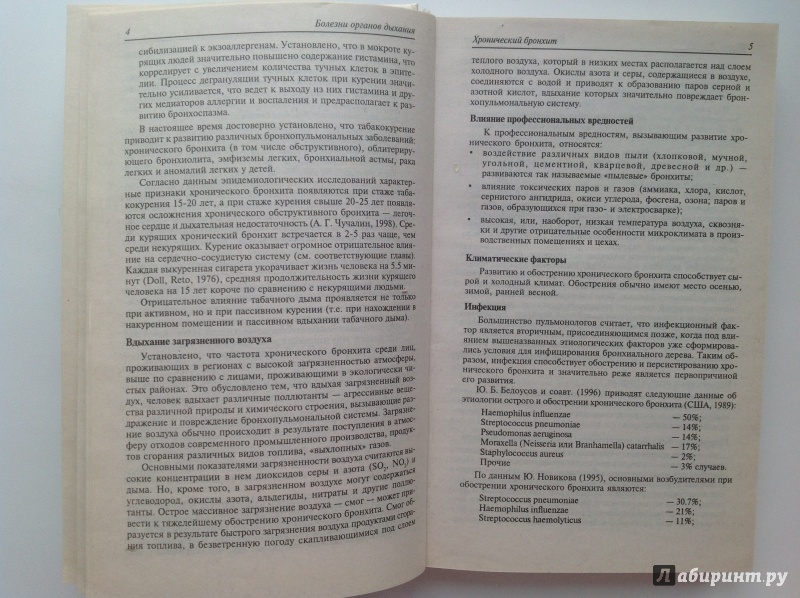 4
Болезни органов дыхания
сибилизацией к экзоаллергенам. Установлено, что в мокроте ку-
рящих людей значительно повышено содержание гистамина, что
коррелирует с увеличением количества тучных клеток в эпите-
лии. Процесс дегрануляции тучных клеток при курении значи-
тельно усиливается, что ведет к выходу из них гистамина и дру-
гих медиаторов аллергии и воспаления и предрасполагает к раз-
витию бронхоспазма.
В настоящее время достоверно установлено, что табакокурение
приводит к развитию различных бронхопульмональных заболеваний:
хронического бронхита (в том числе обструктивного), облитери-
рующего бронхиолита, эмфиземы легких, бронхиальной астмы, рака
легких и аномалий легких у детей.
Согласно данным эпидемиологических исследований характер-
ные признаки хронического бронхита появляются при стаже таба-
кокурения 15-20 лет, а при стаже курения свыше 20-25 лет появля-
ются осложнения хронического обструктивного бронхита — легоч-
ное сердце и дыхательная недостаточность (А. Г. Чучалин, 1998). Сре-
ди курящих хронический бронхит встречается в 2-5 раз чаще, чем
среди некурящих. Курение оказывает огромное отрицательное влия-
ние на сердечно-сосудистую систему (см. соответствующие главы).
Каждая выкуренная сигарета укорачивает жизнь человека на 5.5 ми-
нут (Doll, Reto, 1976), средняя продолжительность жизни курящего
человека на 15 лет короче по сравнению с некурящими людьми.
Отрицательное влияние табачного дыма проявляется не только
при активном, но и при пассивном курении (т.е. при нахождении в
накуренном помещении и пассивном вдыхании табачного дыма).
Вдыхание загрязненного воздуха
Установлено, что частота хронического бронхита среди лиц,
проживающих в регионах с высокой загрязненностью атмосферы,
выше по сравнению с лицами, проживающими в экологически чи-
стых районах. Это обусловлено тем, что вдыхая загрязненный воз-
дух, человек вдыхает различные поллютанты — агрессивные веще-
ства различной природы и химического строения, вызывающие раз-
дражение и повреждение бронхопульмональной системы. Загрязне-
ние воздуха обычно происходит в результате поступления в атмос-
феру отходов современного промышленного производства, продук-
тов сгорания различных видов топлива, «выхлопных» газов.
Основными показателями загрязненности воздуха считаются вы-
сокие концентрации в нем диоксидов серы и азота (SO₂, NO₂) и
дыма. Но, кроме того, в загрязненном воздухе могут содержаться
углеводород, окислы азота, альдегиды, нитраты и другие поллю-
танты. Острое массивное загрязнение воздуха — смог — может при-
вести к тяжелейшему обострению хронического бронхита. Смог об-
разуется в результате быстрого загрязнения воздуха продуктами сгора-
ния топлива, в безветренную погоду скапливающимися под слоем
Хронический бронхит
5
теплого воздуха, который в низких местах располагается над слоем
холодного воздуха. Окислы азота и серы, содержащиеся в воздухе,
соединяются с водой и приводят к образованию паров серной и
азотной кислот, вдыхание которых значительно повреждает брон-
хопульмональную систему.
Влияние профессиональных вредностей
К профессиональным вредностям, вызывающим развитие хро-
нического бронхита, относятся:
• воздействие различных видов пыли (хлопковой, мучной,
угольной, цементной, кварцевой, древесной и др.) —
развиваются так называемые «пылевые» бронхиты;
• влияние токсических паров и газов (аммиака, хлора, кислот,
сернистого ангидрида, окиси углерода, фосгена, озона; паров и
газов, образующихся при газо- и электросварке);
• высокая, или, наоборот, низкая температура воздуха, сквозня-
ки и другие отрицательные особенности микроклимата в произ-
водственных помещениях и цехах.
Климатические факторы
Развитию и обострению хронического бронхита способствует сы-
рой и холодный климат. Обострения обычно имеют место осенью,
зимой, ранней весной.
Инфекция
Большинство пульмонологов считает, что инфекционный фак-
тор является вторичным, присоединяющимся позже, когда под вли-
янием вышеназванных этиологических факторов уже сформирова-
лись условия для инфицирования бронхиального дерева. Таким об-
разом, инфекция способствует обострению и персистированию хро-
нического бронхита и значительно реже является первопричиной
его развития.
Ю. Б. Белоусов и соавт. (1996) приводят следующие данные об
этиологии острого и обострении хронического бронхита (США, 1989):
Haemophilus influenzae — 50%;
Streptococcus pneumoniae — 14%;
Pseudomonas aeruginosa — 14%;
Moraxella (Neisseria или Branhamella) catarrhalis — 17%;
Staphylococcus aureus — 2%;
Прочие — 3% случаев.
По данным Ю. Новикова (1995), основными возбудителями при
обострении хронического бронхита являются:
Streptococcus pneumoniae — 30.7%;
Haemophilus influenzae — 21%;
Streptococcus haemolyticus — 11%;
Лабиринт.ру